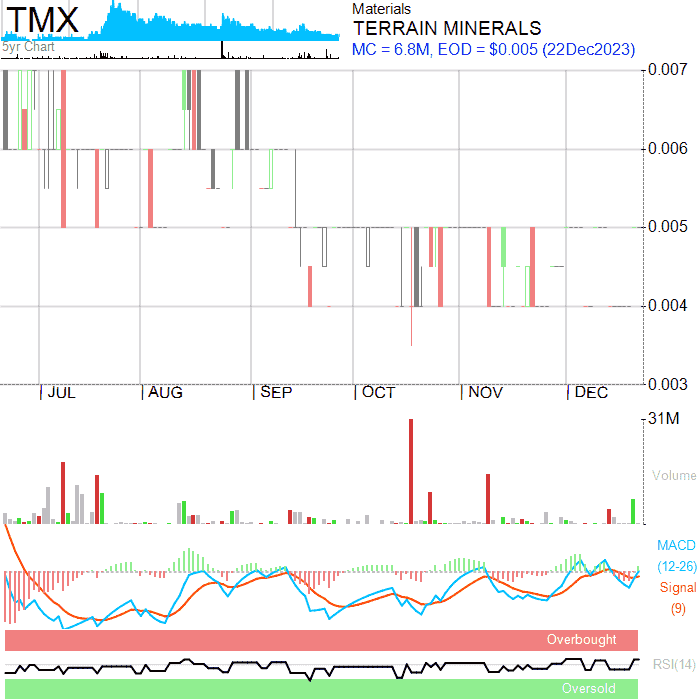 TMX
5yr Chart
Materials
TERRAIN MINERALS
MC = 6.8M, EOD = $0.005 (22Dec2023)
0.007
0.006
0.005
0.004
0.003
JUL AUG SEP OCT NOV DEC
31M
Volume
MACD
(12-26)
Signal
(9)
Overbought
RSI(14)
Oversold